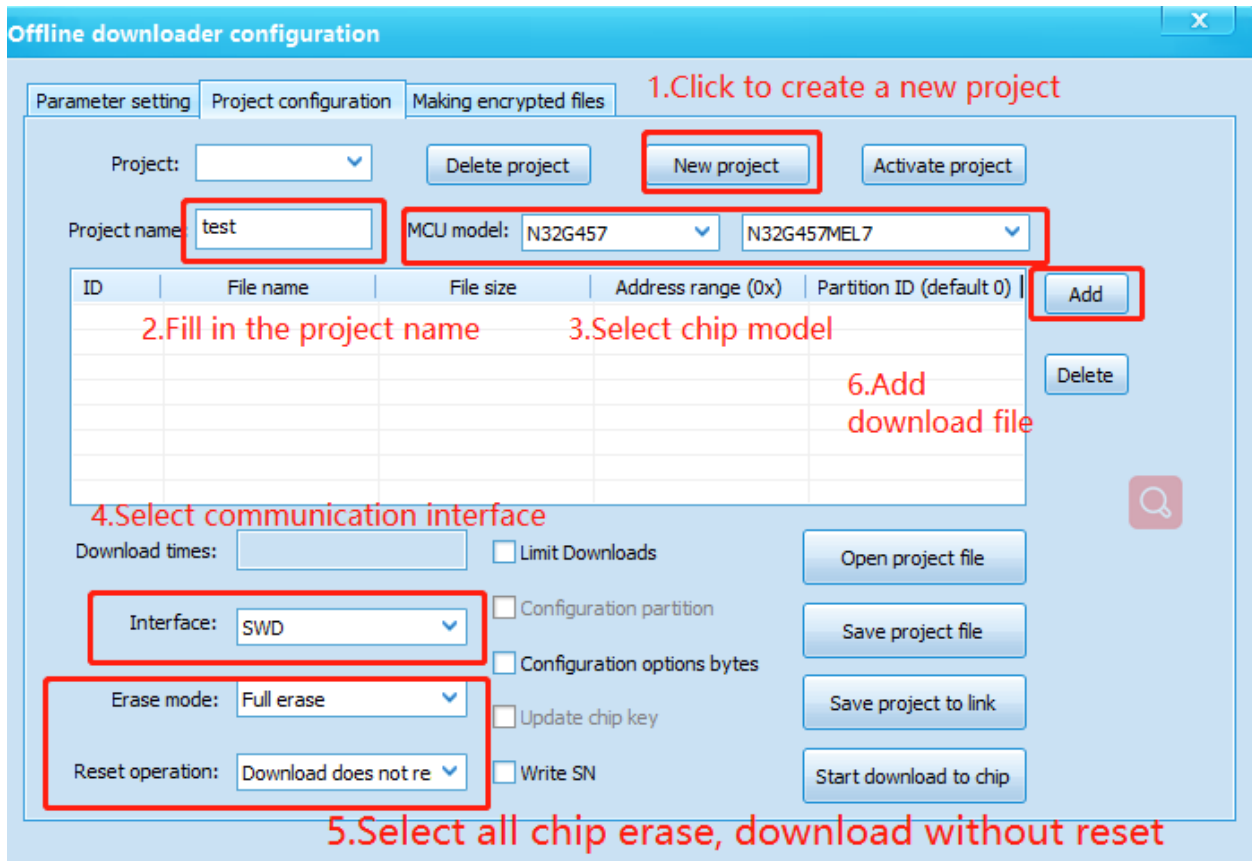 Offline downloader configuration
x
1.Click to create a new project
Parameter setting Project configuration Making encrypted files
Project: Delete project New project Activate project
Project name: test MCU model: N32G457 N32G457MEL7
ID File name File size Address range (0x) Partition ID (default 0) Add
2.Fill in the project name 3.Select chip model
6.Add
download file
Delete
4.Select communication interface
Download times: Limit Downloads Open project file
Configuration partition
Interface: SWD Save project file
Configuration options bytes
Erase mode: Full erase Save project to link
Update chip key
Reset operation: Download does not re Write SN Start download to chip
5.Select all chip erase, download without reset